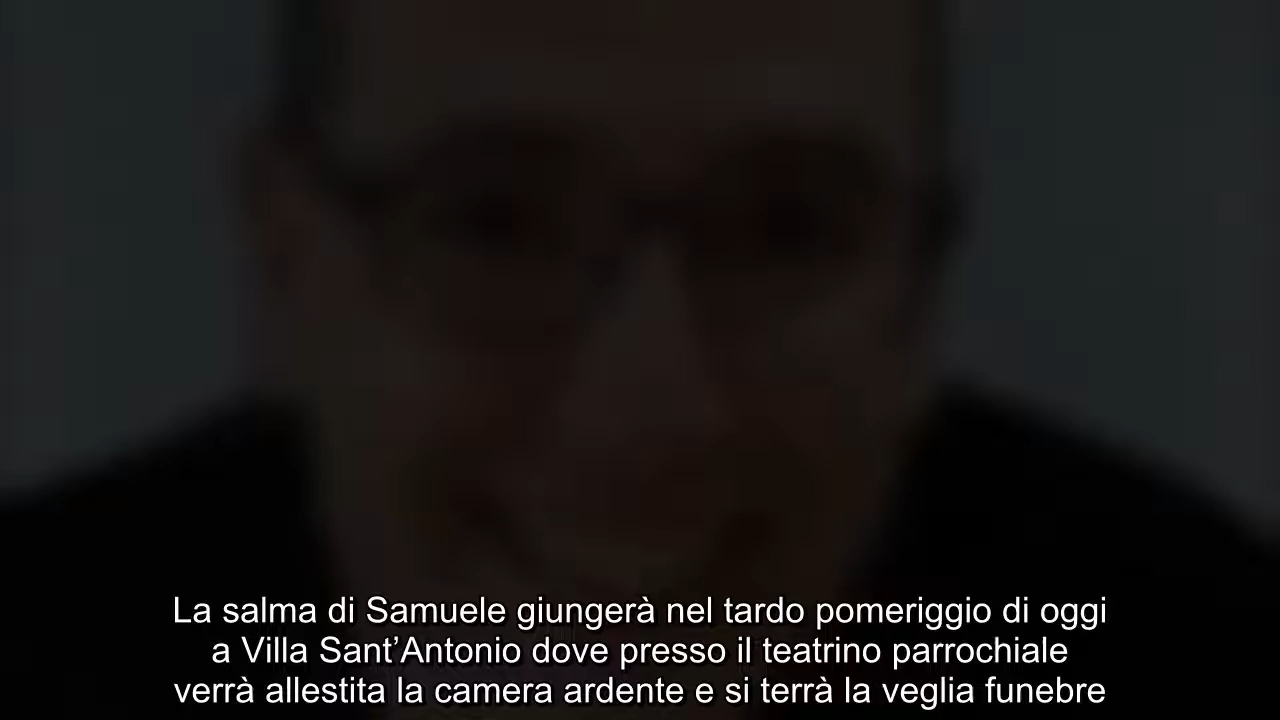 La salma di Samuele giungerà nel tardo pomeriggio di oggi
a Villa Sant’Antonio dove presso il teatrino parrochiale
verrà allestita la camera ardente e si terrà la veglia funebre